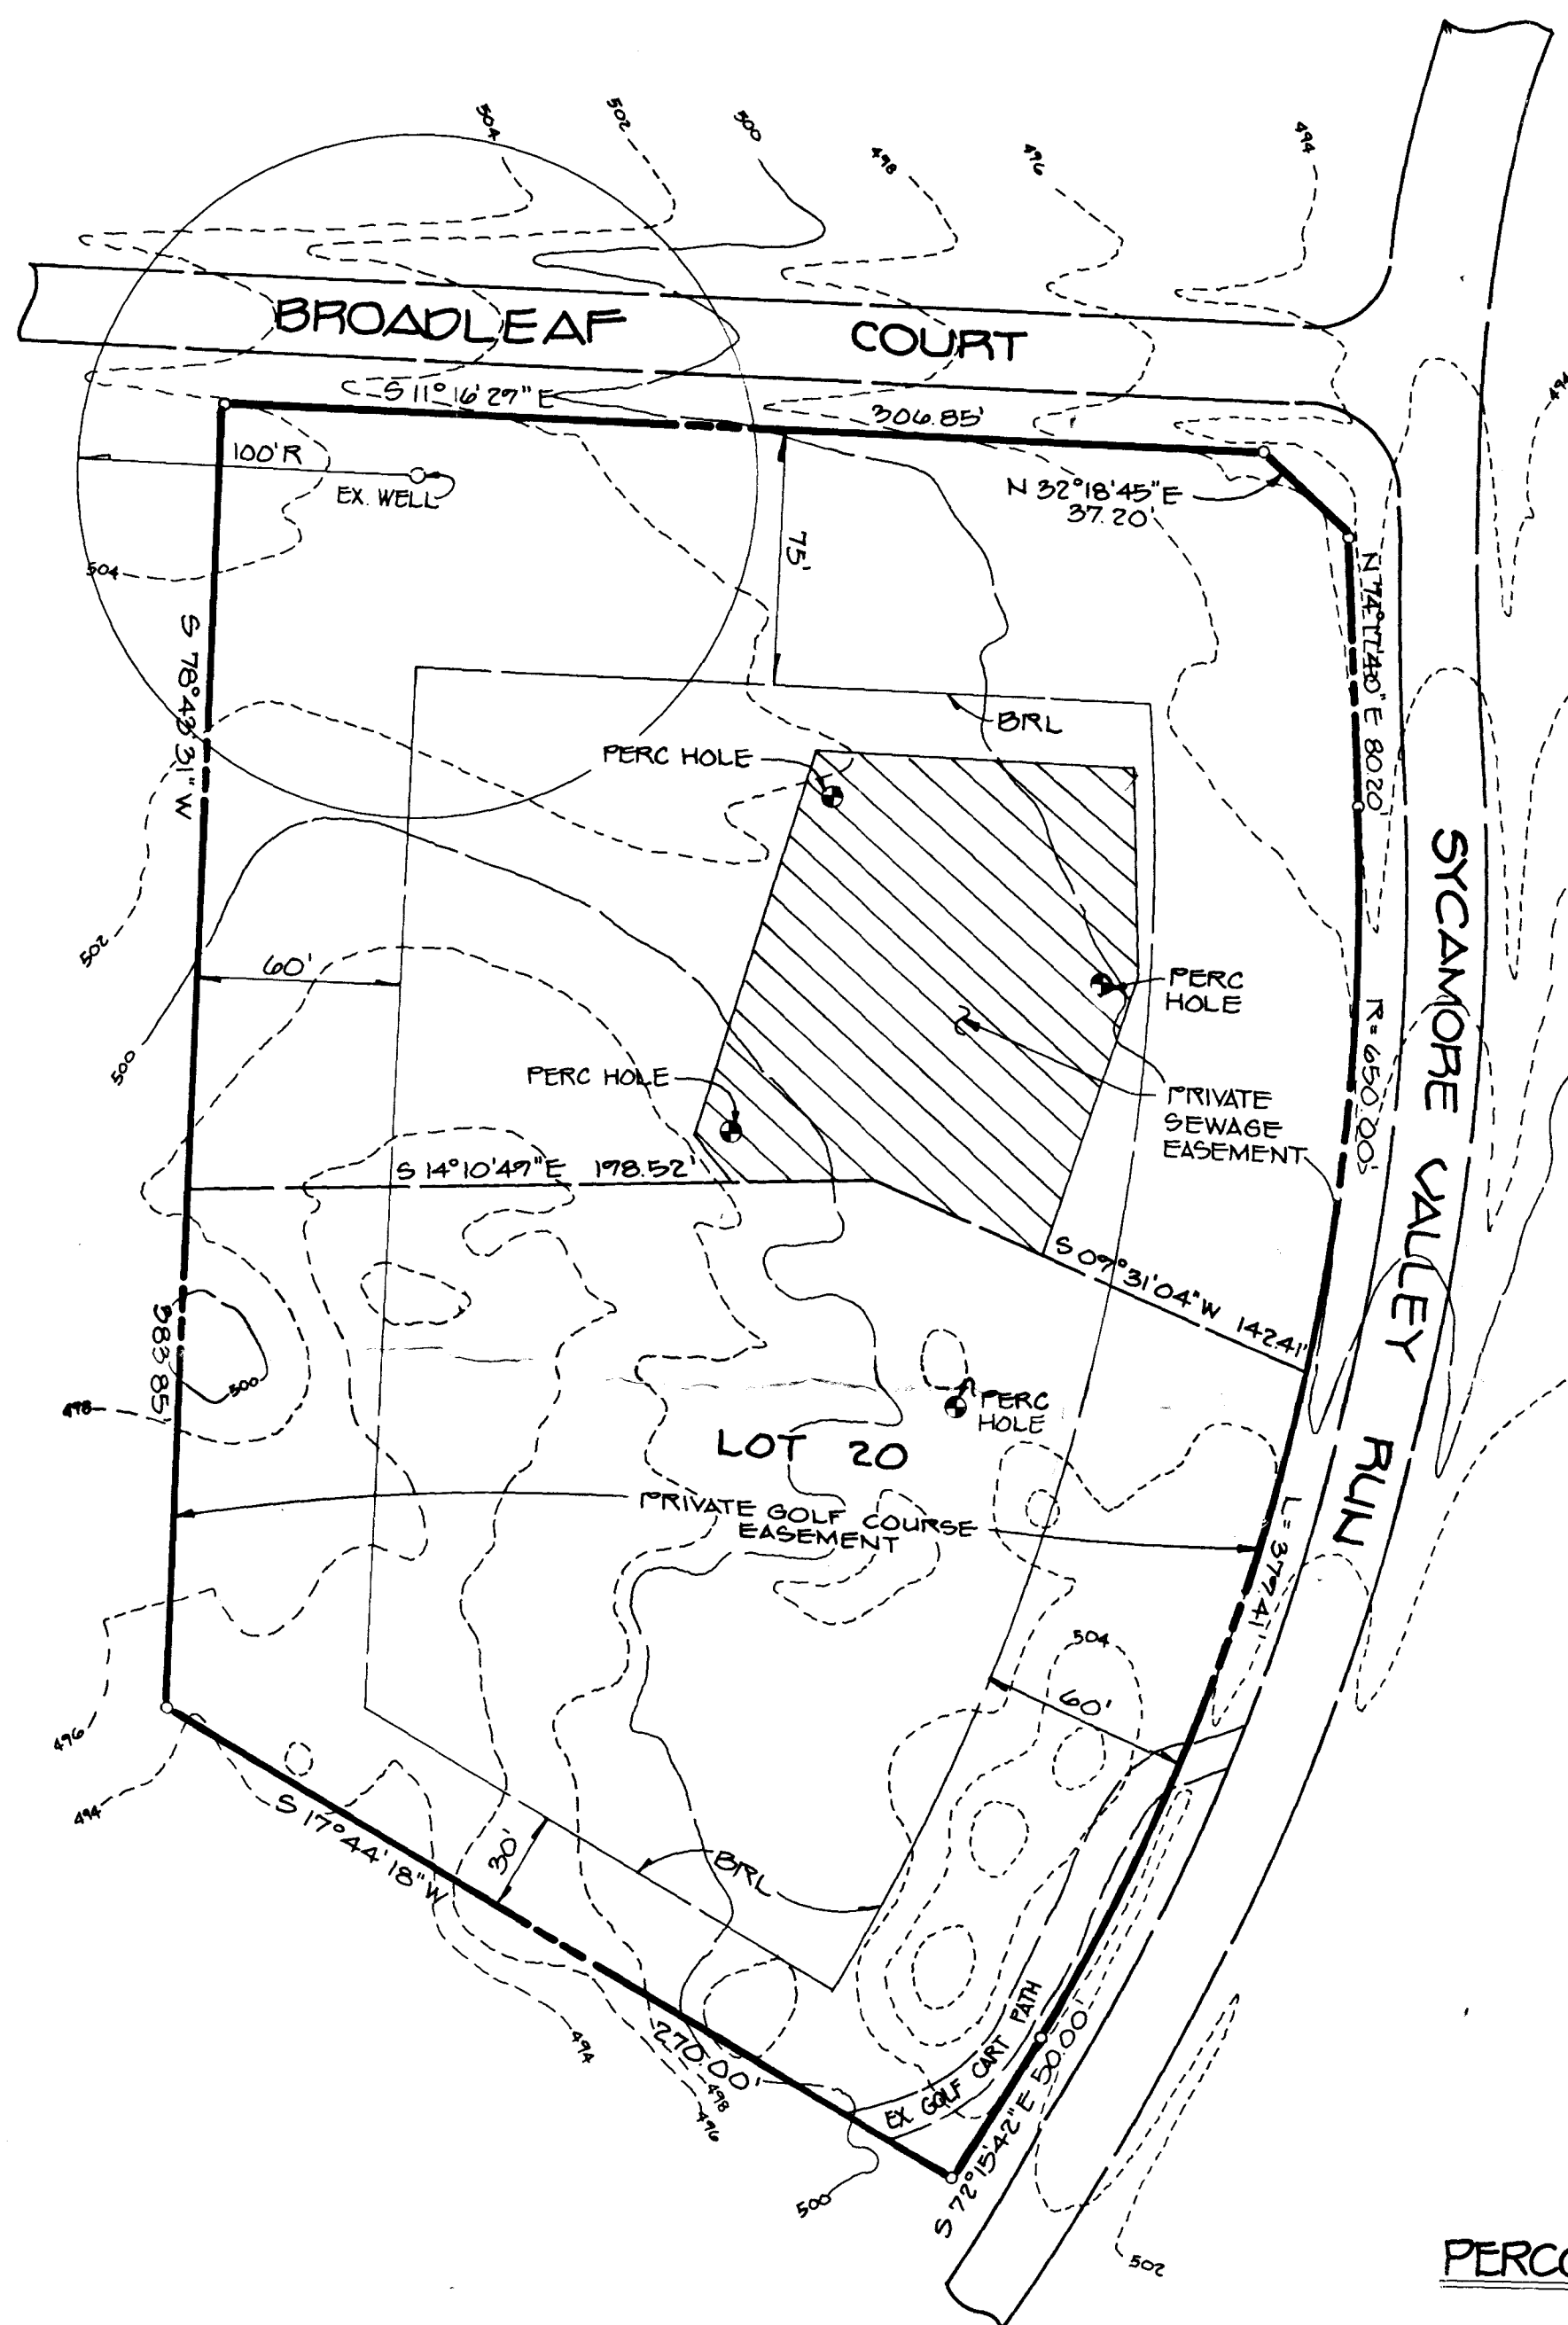 504
502
500
498
496
494
BROADLEAF COURT
S 11° 16' 29" E
306.85'
100' R
EX. WELL
N 32° 18' 45" E
37.20'
75'
504
N 74° 17' 40" E 80.20'
S 78° 43' 31" W
BRL
PERC HOLE
SYCAMORE VALLEY RUN
502
60'
PERC
HOLE
R = 650.00'
500
PERC HOLE
PRIVATE
SEWAGE
EASEMENT
S 14° 10' 49" E 198.52'
S 09° 31' 04" W 142.41'
383.85'
500
498
PERC
HOLE
LOT 20
PRIVATE GOLF COURSE
EASEMENT
L = 379.41'
504
60'
496
494
S 17° 44' 18" W
30'
BRL
EX GOLF CART PATH
270.00'
494
498
496
S 72° 15' 42" E 50.00'
500
502